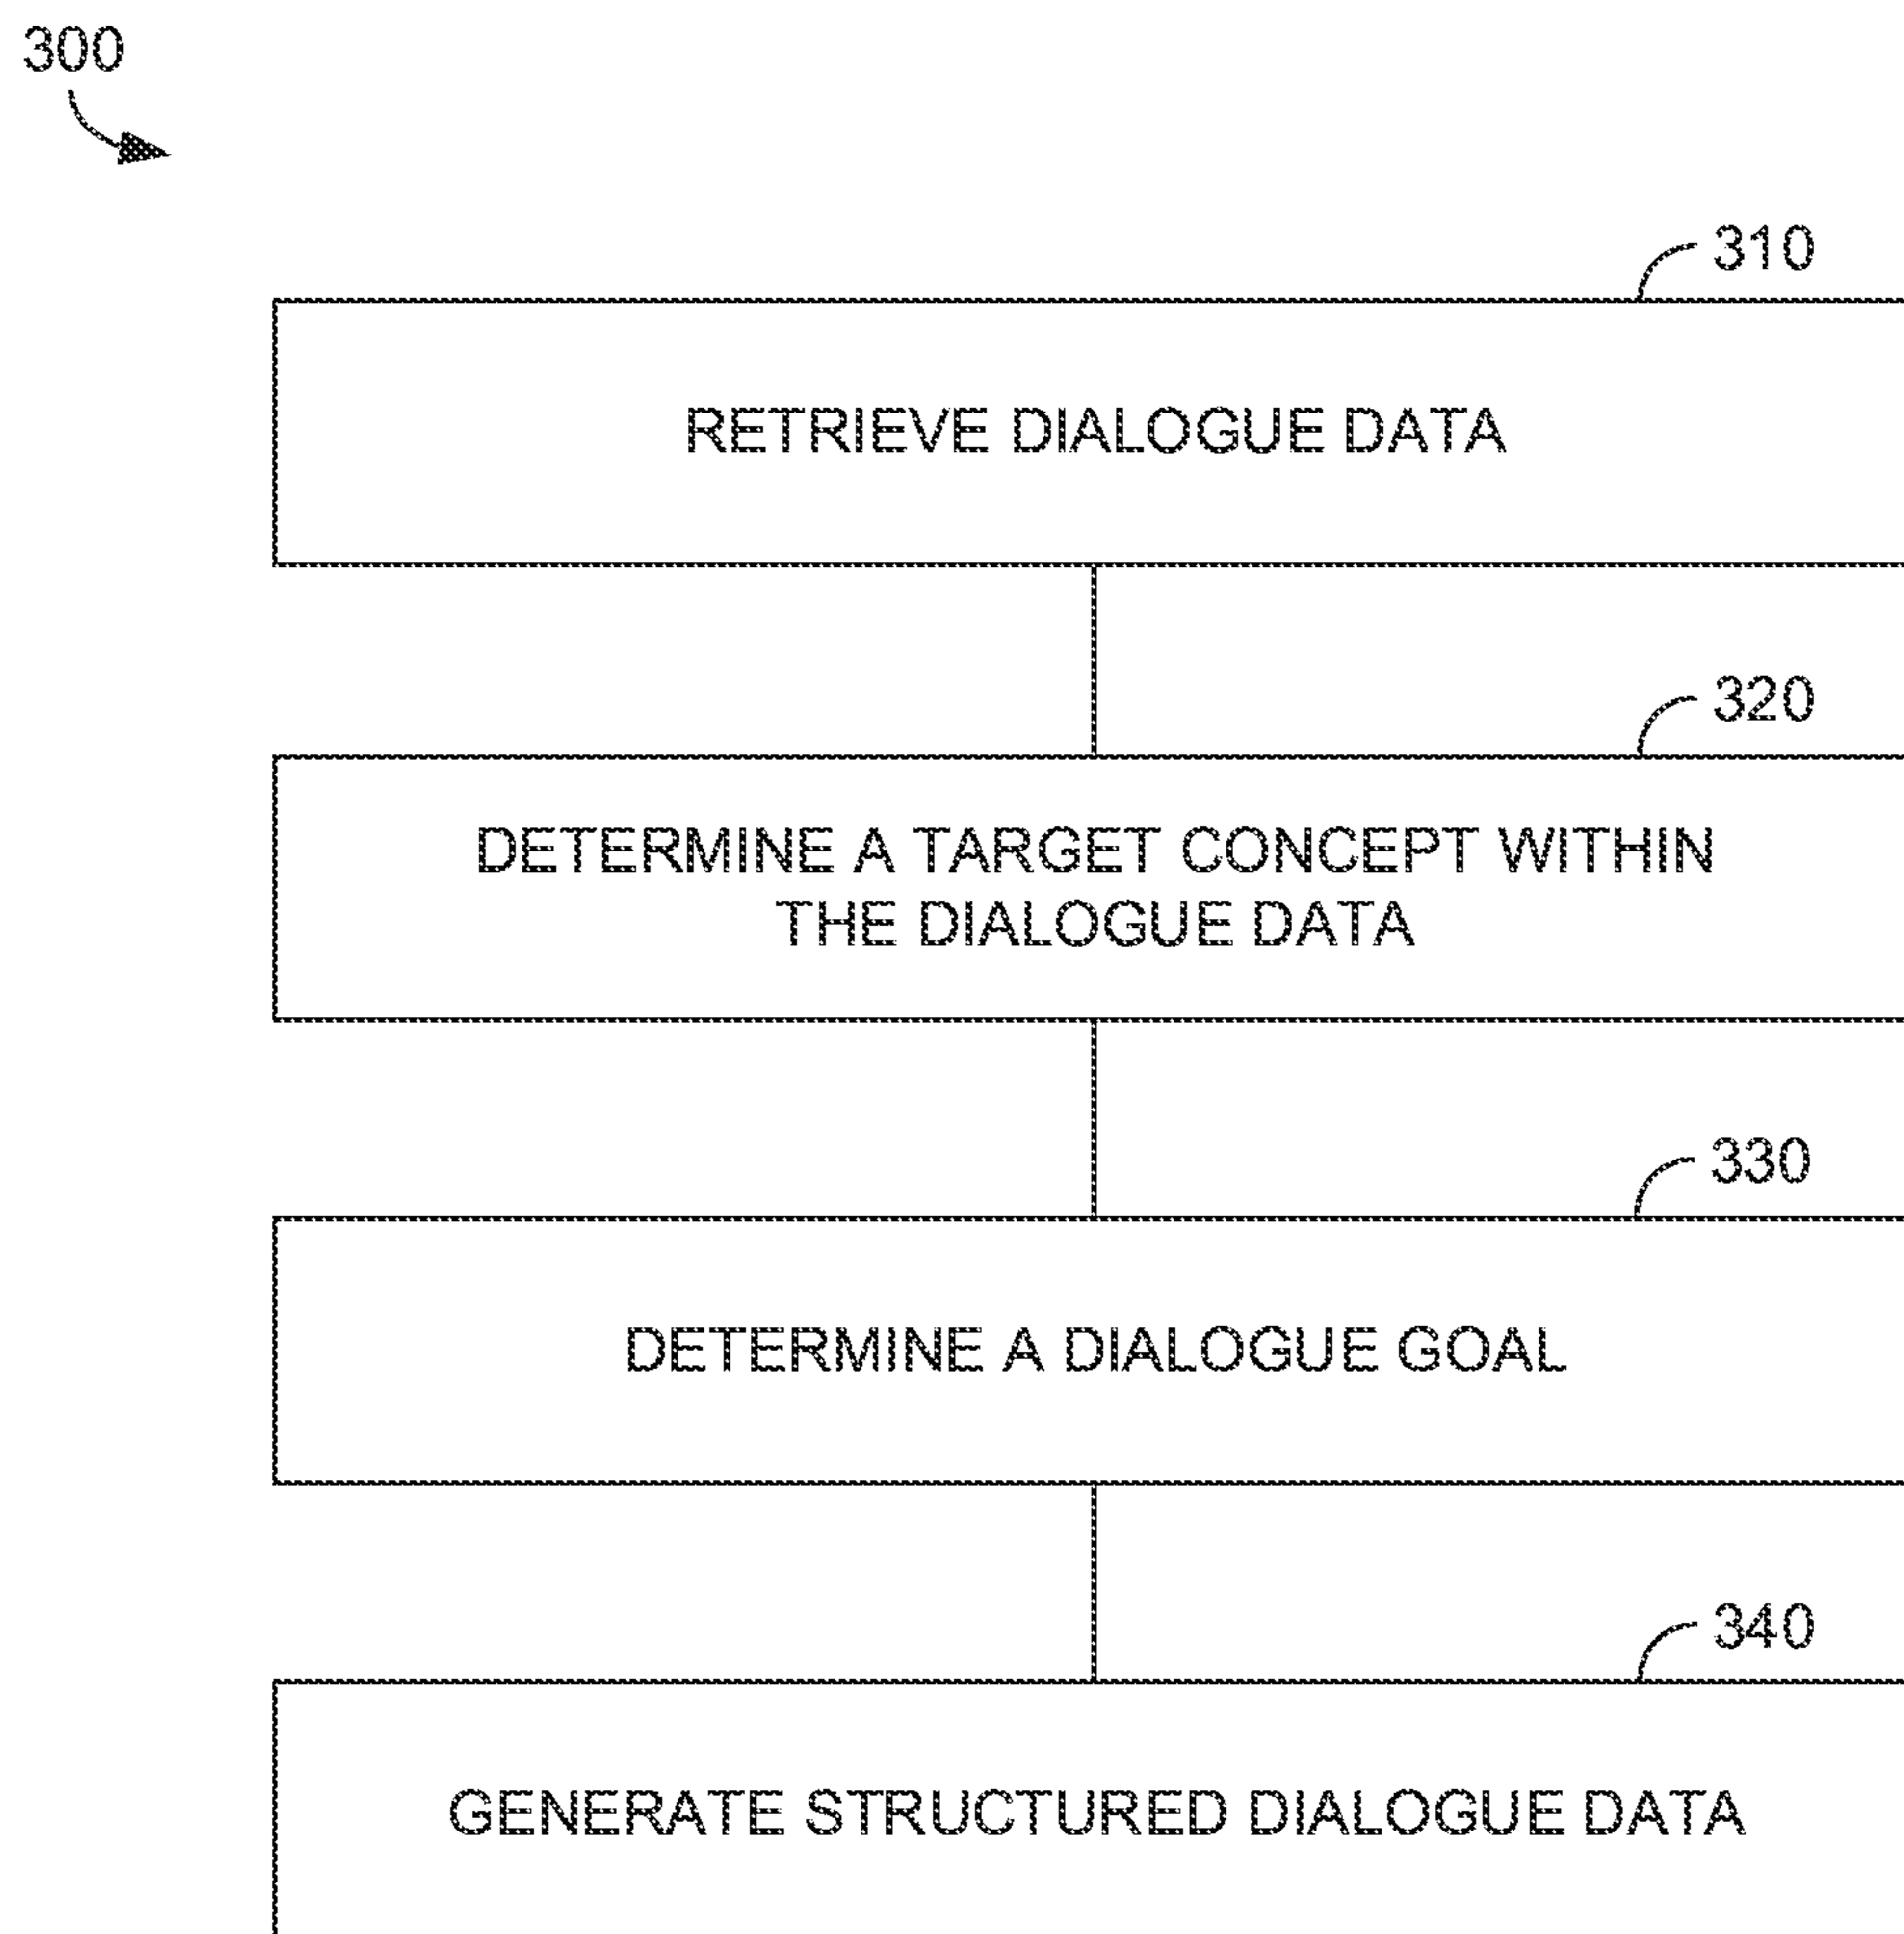 300
310
RETRIEVE DIALOGUE DATA
320
DETERMINE A TARGET CONCEPT WITHIN
THE DIALOGUE DATA
330
DETERMINE A DIALOGUE GOAL
340
GENERATE STRUCTURED DIALOGUE DATA